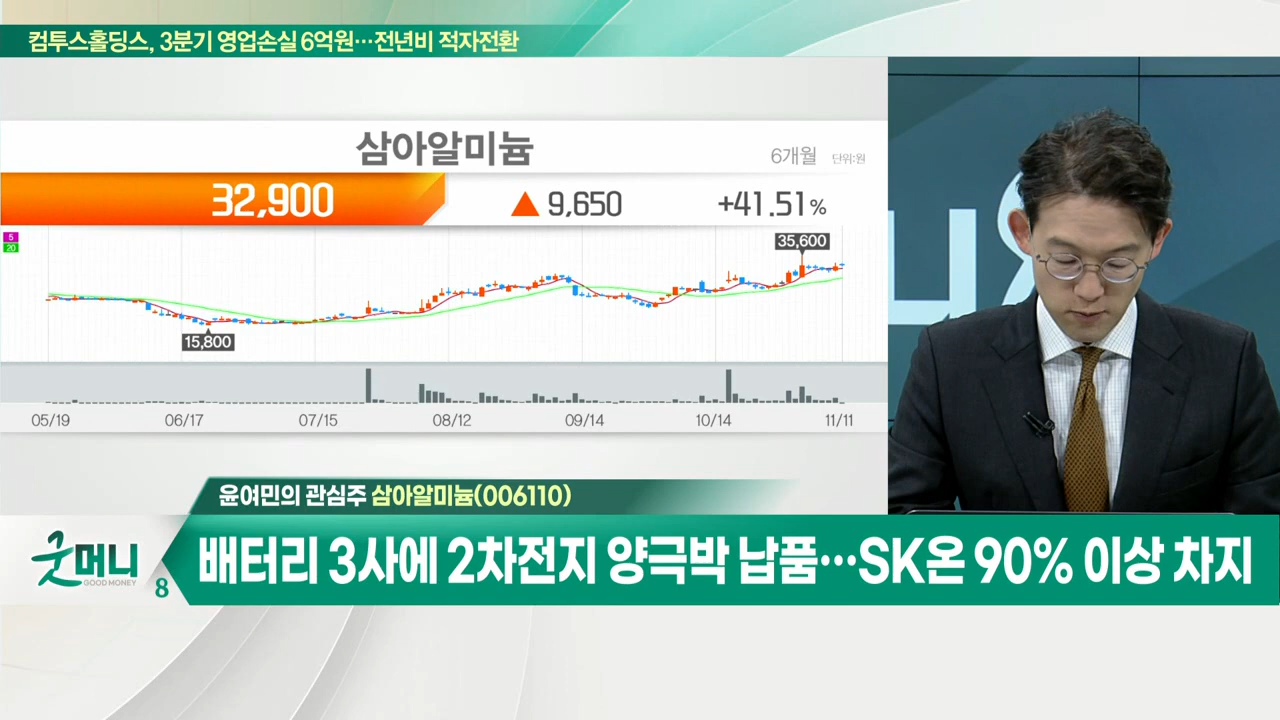 컴투스홀딩스, 3분기 영업손실 6억원…전년비 적자전환
삼아알미늄
6개월 단위:원
32,900 ▲ 9,650 +41.51%
5
20
35,600
15,800
05/19 06/17 07/15 08/12 09/14 10/14 11/11
윤여민의 관심주 삼아알미늄(006110)
굿머니
GOOD MONEY
8
배터리 3사에 2차전지 양극박 납품…SK온 90% 이상 차지